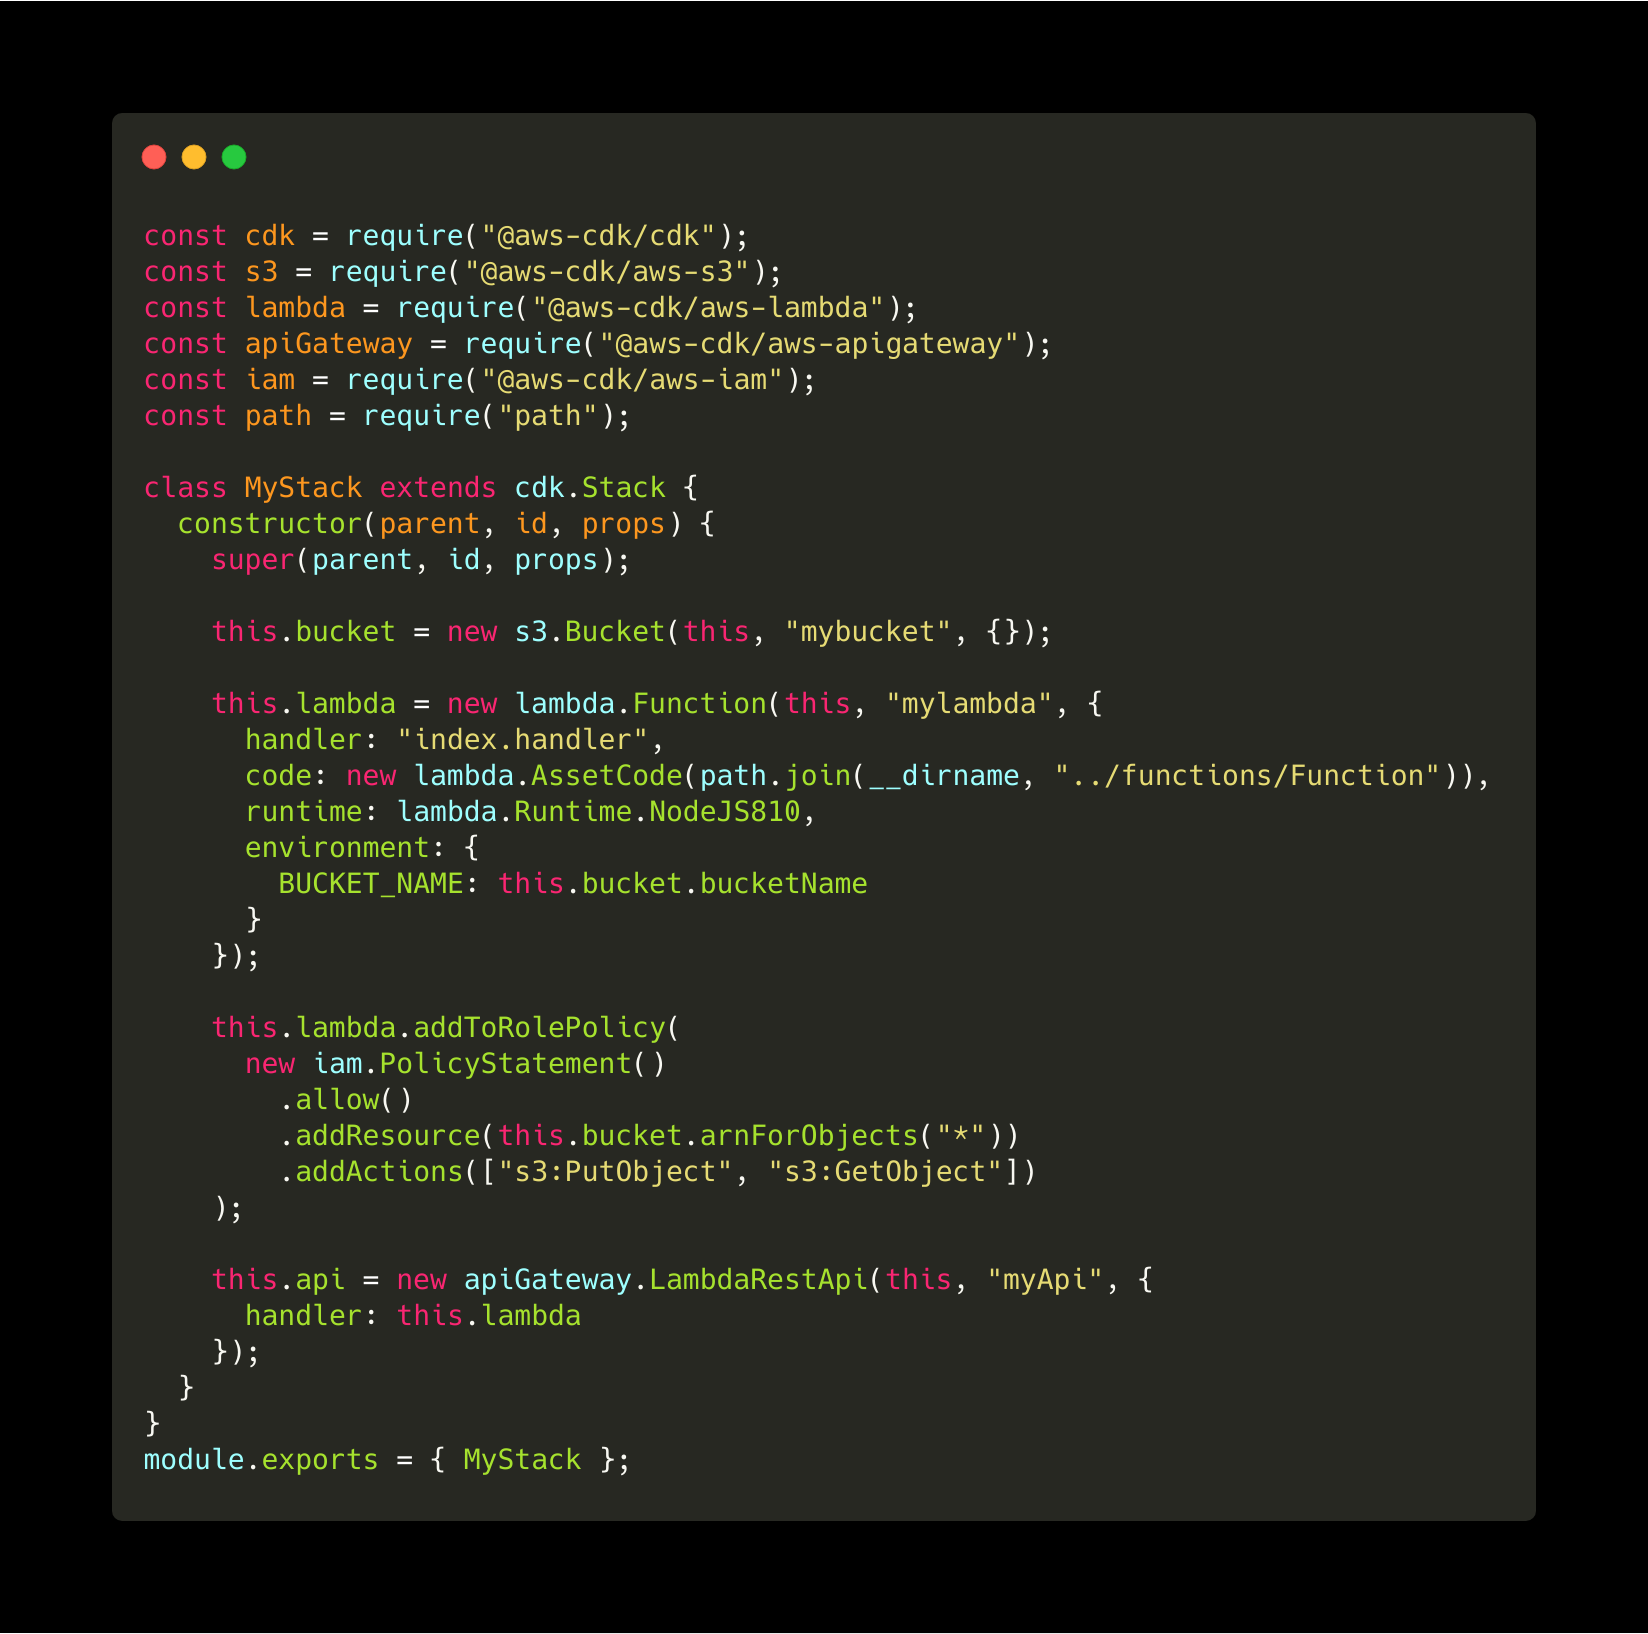 const cdk = require("@aws-cdk/cdk");
const s3 = require("@aws-cdk/aws-s3");
const lambda = require("@aws-cdk/aws-lambda");
const apiGateway = require("@aws-cdk/aws-apigateway");
const iam = require("@aws-cdk/aws-iam");
const path = require("path");

class MyStack extends cdk.Stack {
  constructor(parent, id, props) {
    super(parent, id, props);

    this.bucket = new s3.Bucket(this, "mybucket", {});

    this.lambda = new lambda.Function(this, "mylambda", {
      handler: "index.handler",
      code: new lambda.AssetCode(path.join(__dirname, "../functions/Function")),
      runtime: lambda.Runtime.NodeJS810,
      environment: {
        BUCKET_NAME: this.bucket.bucketName
      }
    });

    this.lambda.addToRolePolicy(
      new iam.PolicyStatement()
        .allow()
        .addResource(this.bucket.arnForObjects("*"))
        .addActions(["s3:PutObject", "s3:GetObject"])
    );

    this.api = new apiGateway.LambdaRestApi(this, "myApi", {
      handler: this.lambda
    });
  }
}
module.exports = { MyStack };